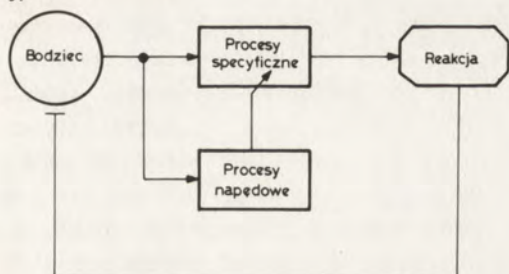 Bodziec
Procesy
specyficzne
Reakcja
Procesy
napędowe